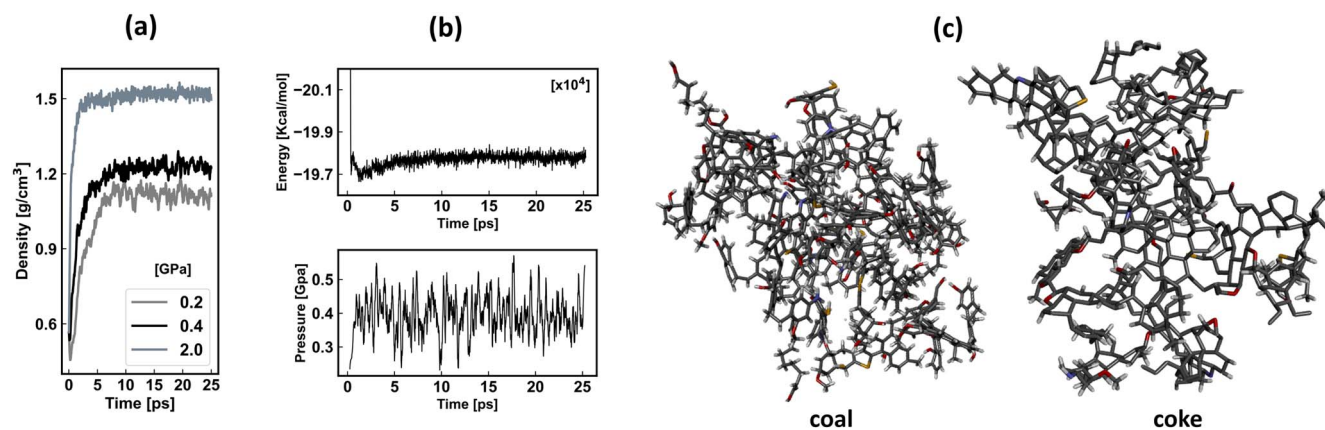 (a)
Density [g/cm³]
1.5
1.2
0.9
0.6
[GPa]
0.2
0.4
2.0
0 5 10 15 20 25
Time [ps]
(b)
Energy [Kcal/mol]
[x10⁴]
−20.1
−19.9
−19.7
0 5 10 15 20 25
Time [ps]
Pressure [Gpa]
0.5
0.4
0.3
0 5 10 15 20 25
Time [ps]
(c)
coal
coke